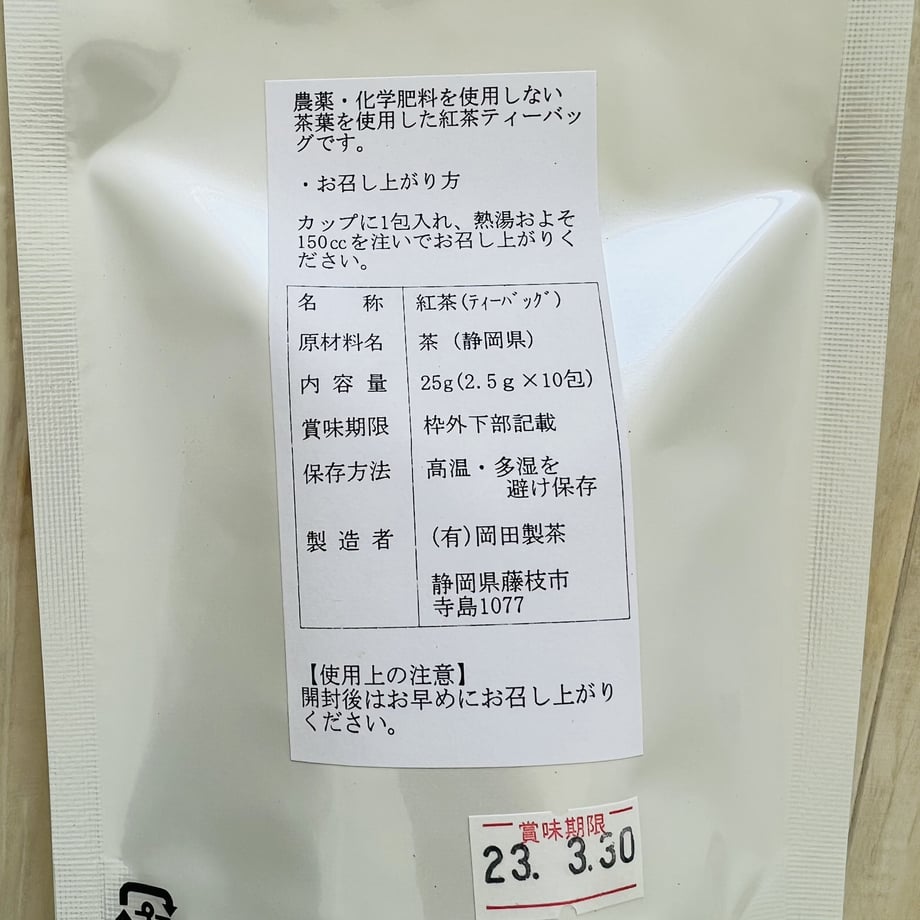 農薬・化学肥料を使用しない
茶葉を使用した紅茶ティーバッ
グです。
・お召し上がり方
カップに1包入れ、熱湯およそ
150㏄を注いでお召し上がりく
ださい。
名称 紅茶(ﾃｨｰﾊﾞｯｸﾞ)
原材料名 茶 (静岡県)
内容量 25g(2.5ｇ×10包)
賞味期限 枠外下部記載
保存方法 高温・多湿を
避け保存
製造者 (有)岡田製茶
静岡県藤枝市
寺島1077
【使用上の注意】
開封後はお早めにお召し上がり
ください。
賞味期限
23. 3.30